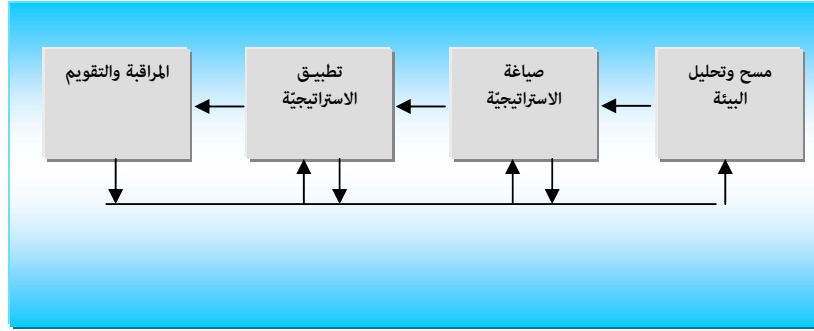 مسح وتحليل
البيئة
صياغة
الاستراتيجيّة
تطبيـق
الاستراتيجيّة
المراقبة والتقويم